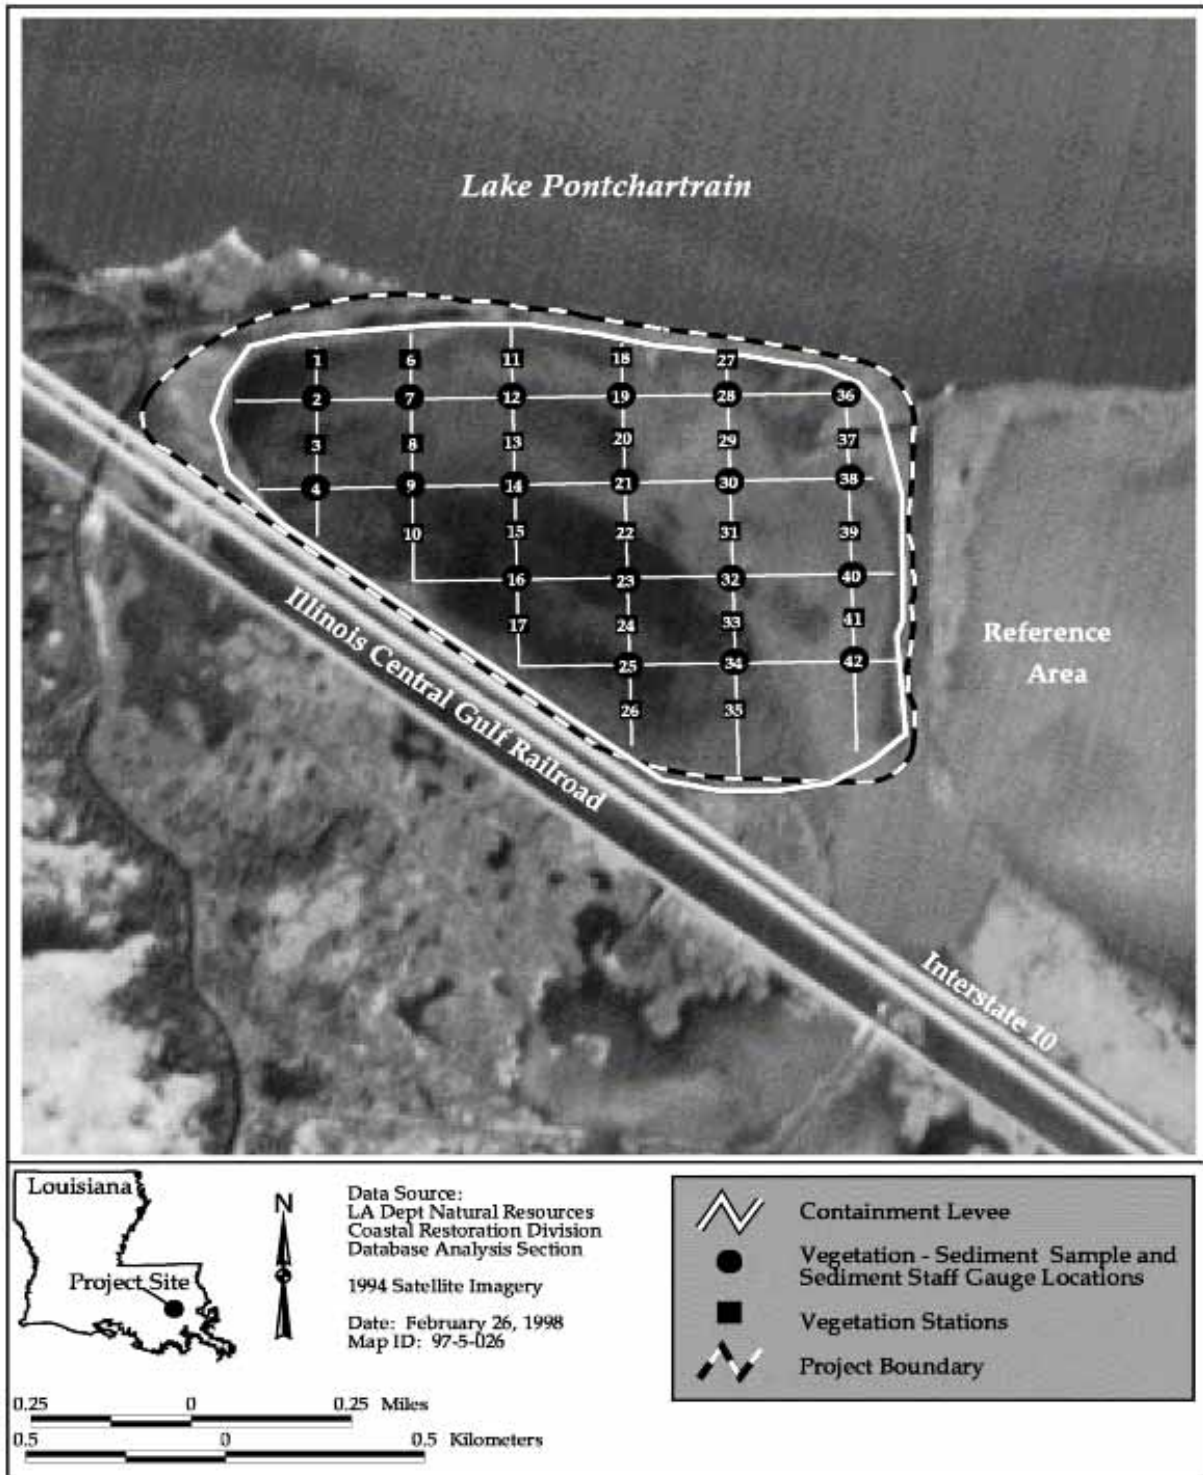 Lake Pontchartrain
1 6 11 18 27
2 7 12 19 28 36
3 8 13 20 29 37
4 9 14 21 30 38
10 15 22 31 39
16 23 32 40
17 24 33 41
25 34 42
26 35
Reference
Area
Illinois Central Gulf Railroad
Interstate 10
Louisiana
Project Site
N
Data Source:
LA Dept Natural Resources
Coastal Restoration Division
Database Analysis Section
1994 Satellite Imagery
Date: February 26, 1998
Map ID: 97-5-026
0.25 0 0.25 Miles
0.5 0 0.5 Kilometers
Containment Levee
Vegetation - Sediment Sample and
Sediment Staff Gauge Locations
Vegetation Stations
Project Boundary